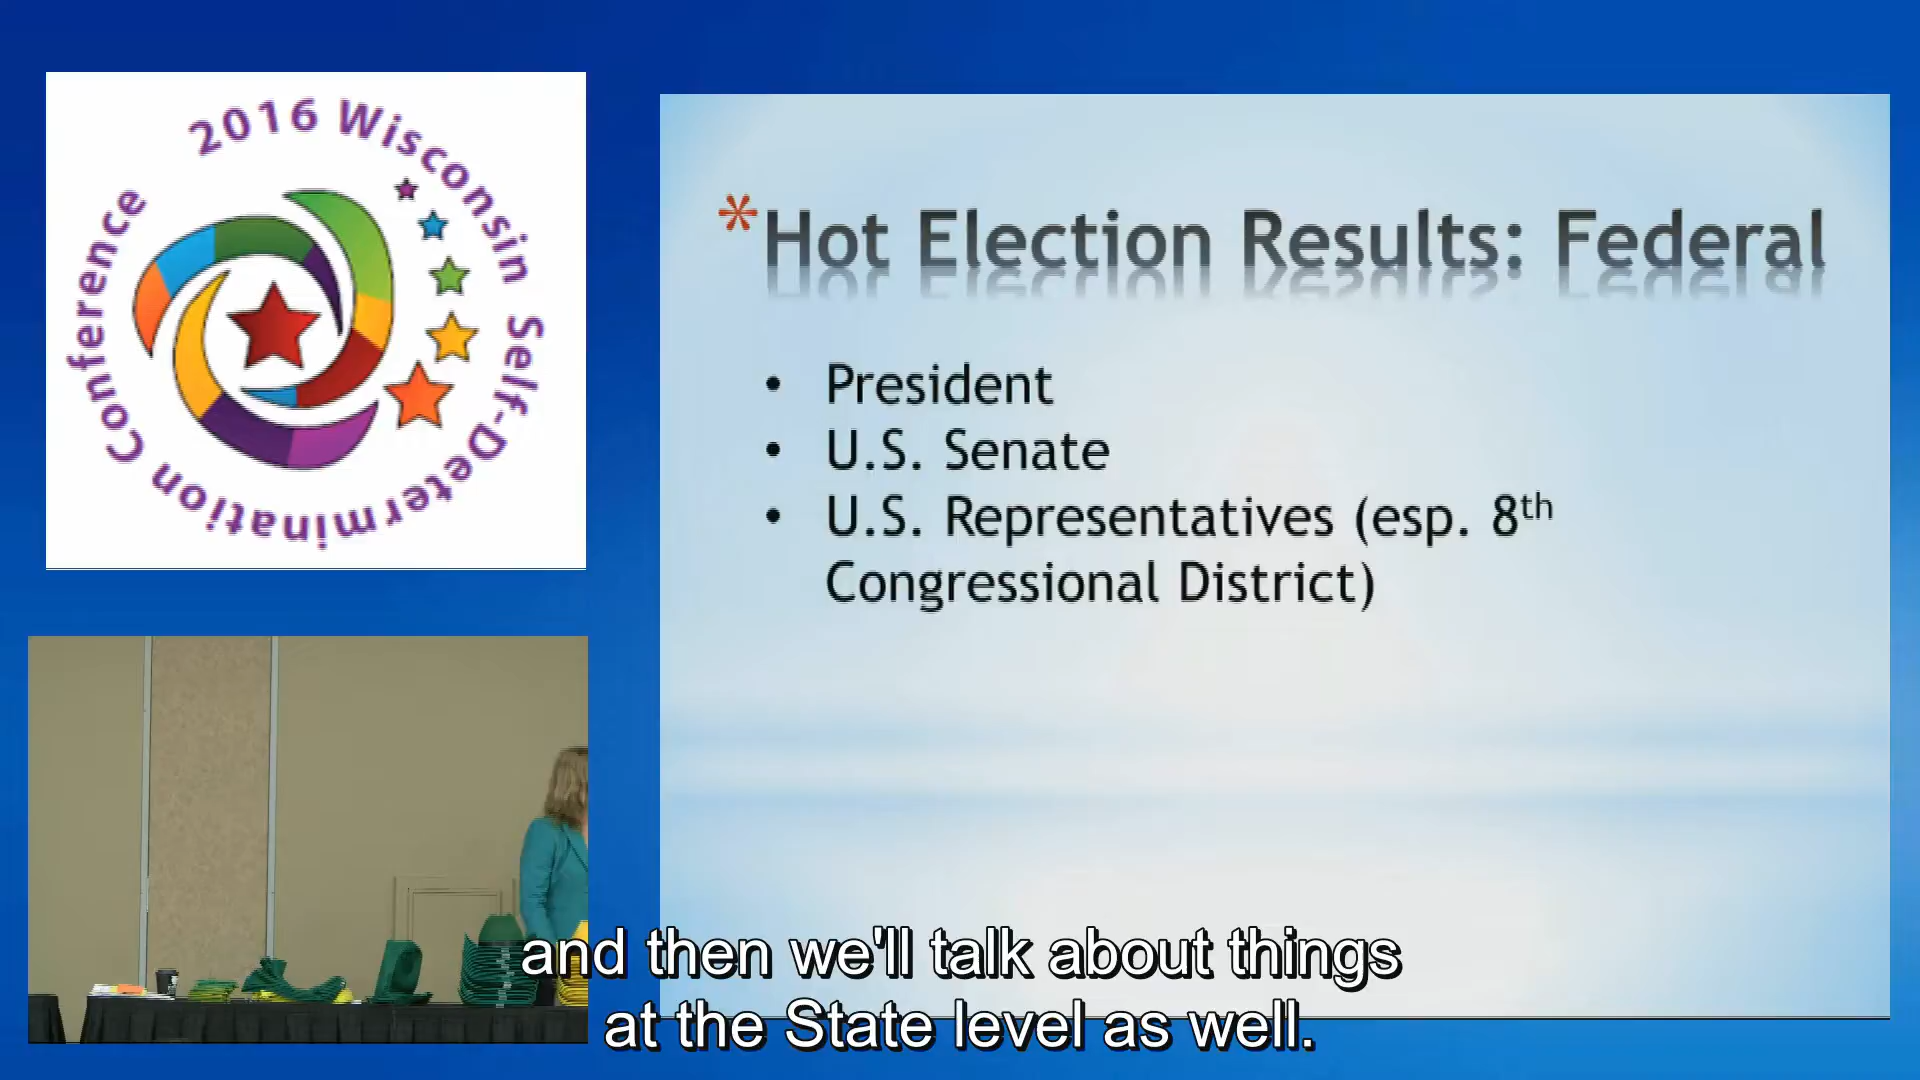 2016 Wisconsin Self-Determination Conference
*Hot Election Results: Federal
• President
• U.S. Senate
• U.S. Representatives (esp. 8th
Congressional District)
and then we'll talk about things
at the State level as well.